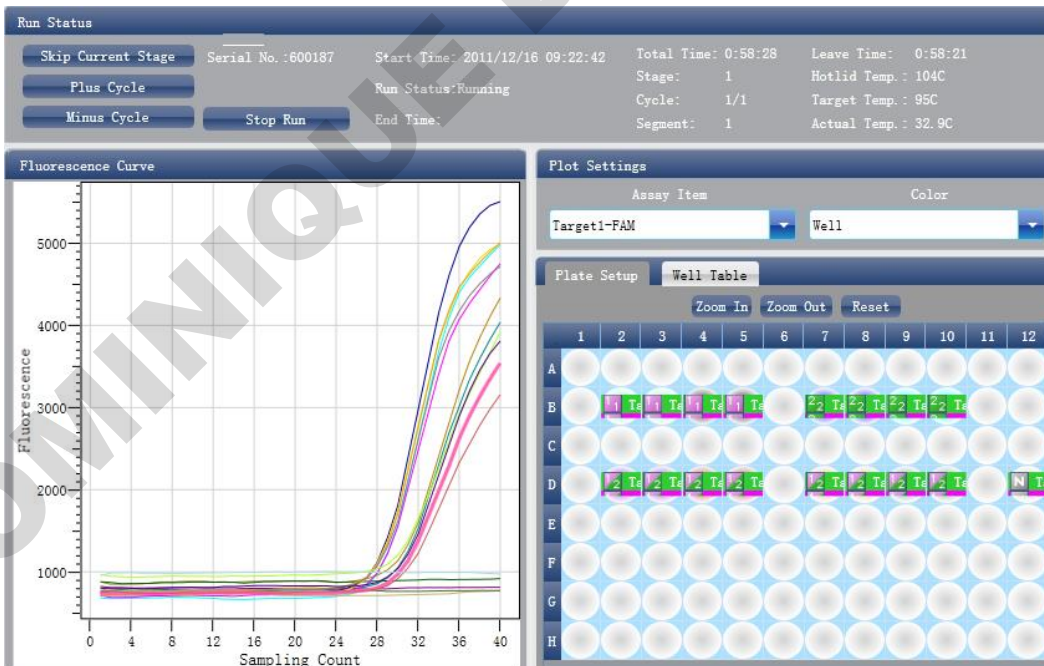 Run Status
Skip Current Stage
Serial No.:600187
Start Time: 2011/12/16 09:22:42
Total Time: 0:58:28
Leave Time: 0:58:21
Plus Cycle
Run Status:Running
Stage: 1
Hotlid Temp.: 104C
Cycle: 1/1
Target Temp.: 95C
Minus Cycle
Stop Run
End Time:
Segment: 1
Actual Temp.: 32.9C
Fluorescence Curve
Plot Settings
Assay Item
Color
Target1-FAM
Well
Plate Setup
Well Table
Zoom In
Zoom Out
Reset
1 2 3 4 5 6 7 8 9 10 11 12
A
B
C
D
N
E
F
G
H
Fluorescence
5000
4000
3000
2000
1000
0 4 8 12 16 20 24 28 32 36 40
Sampling Count
OMINIQUE